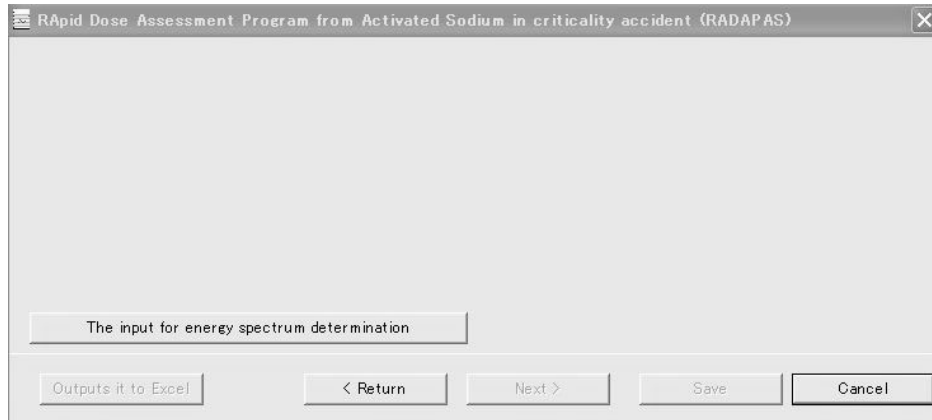 RApid Dose Assessment Program from Activated Sodium in criticality accident (RADAPAS)
The input for energy spectrum determination
Outputs it to Excel < Return Next > Save Cancel